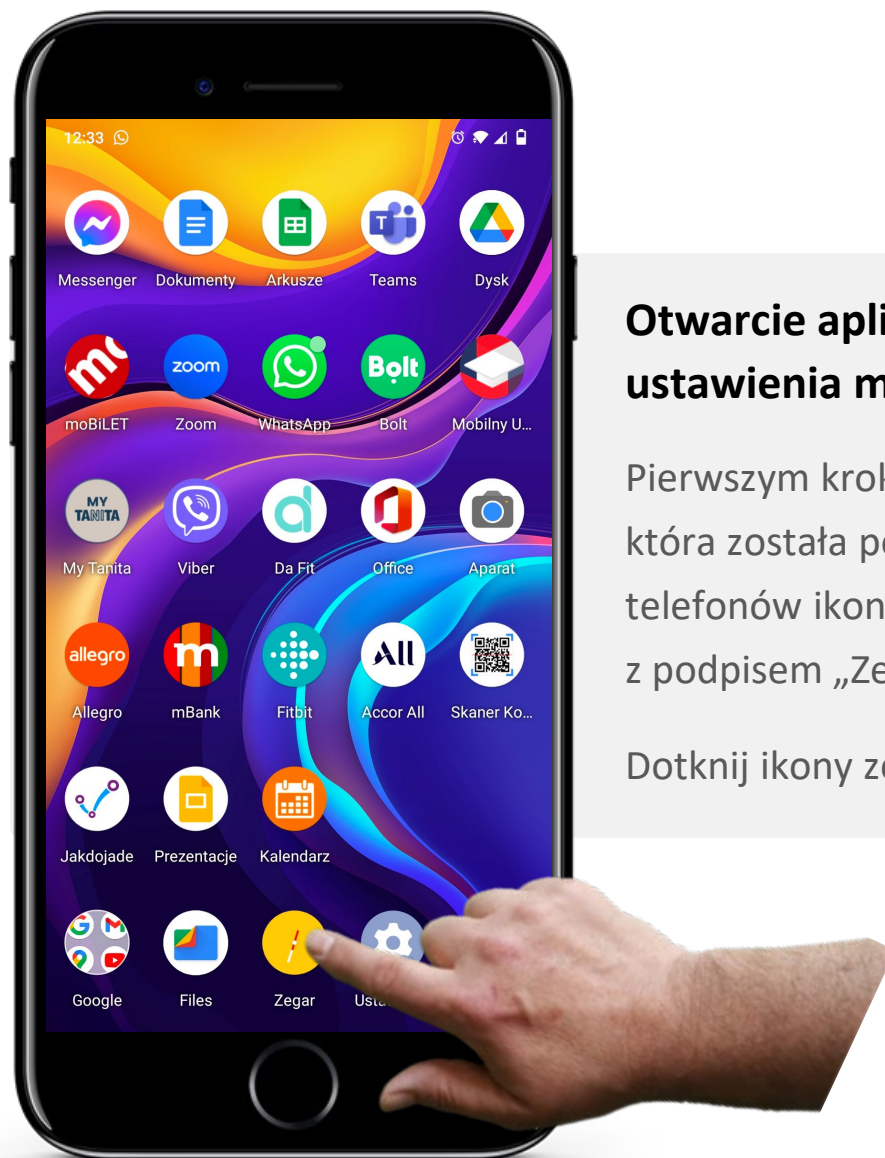 12:33
Messenger Dokumenty Arkusze Teams Dysk
zoom Bolt
moBiLET Zoom WhatsApp Bolt Mobilny U...
MY
TANITA
My Tanita Viber Da Fit Office Aparat
allegro m All
Allegro mBank Fitbit Accor All Skaner Ko...
Jakdojade Prezentacje Kalendarz
Google Files Zegar
Otwarcie apli
ustawienia m
Pierwszym krok
która została po
telefonów ikon
z podpisem „Ze
Dotknij ikony ze